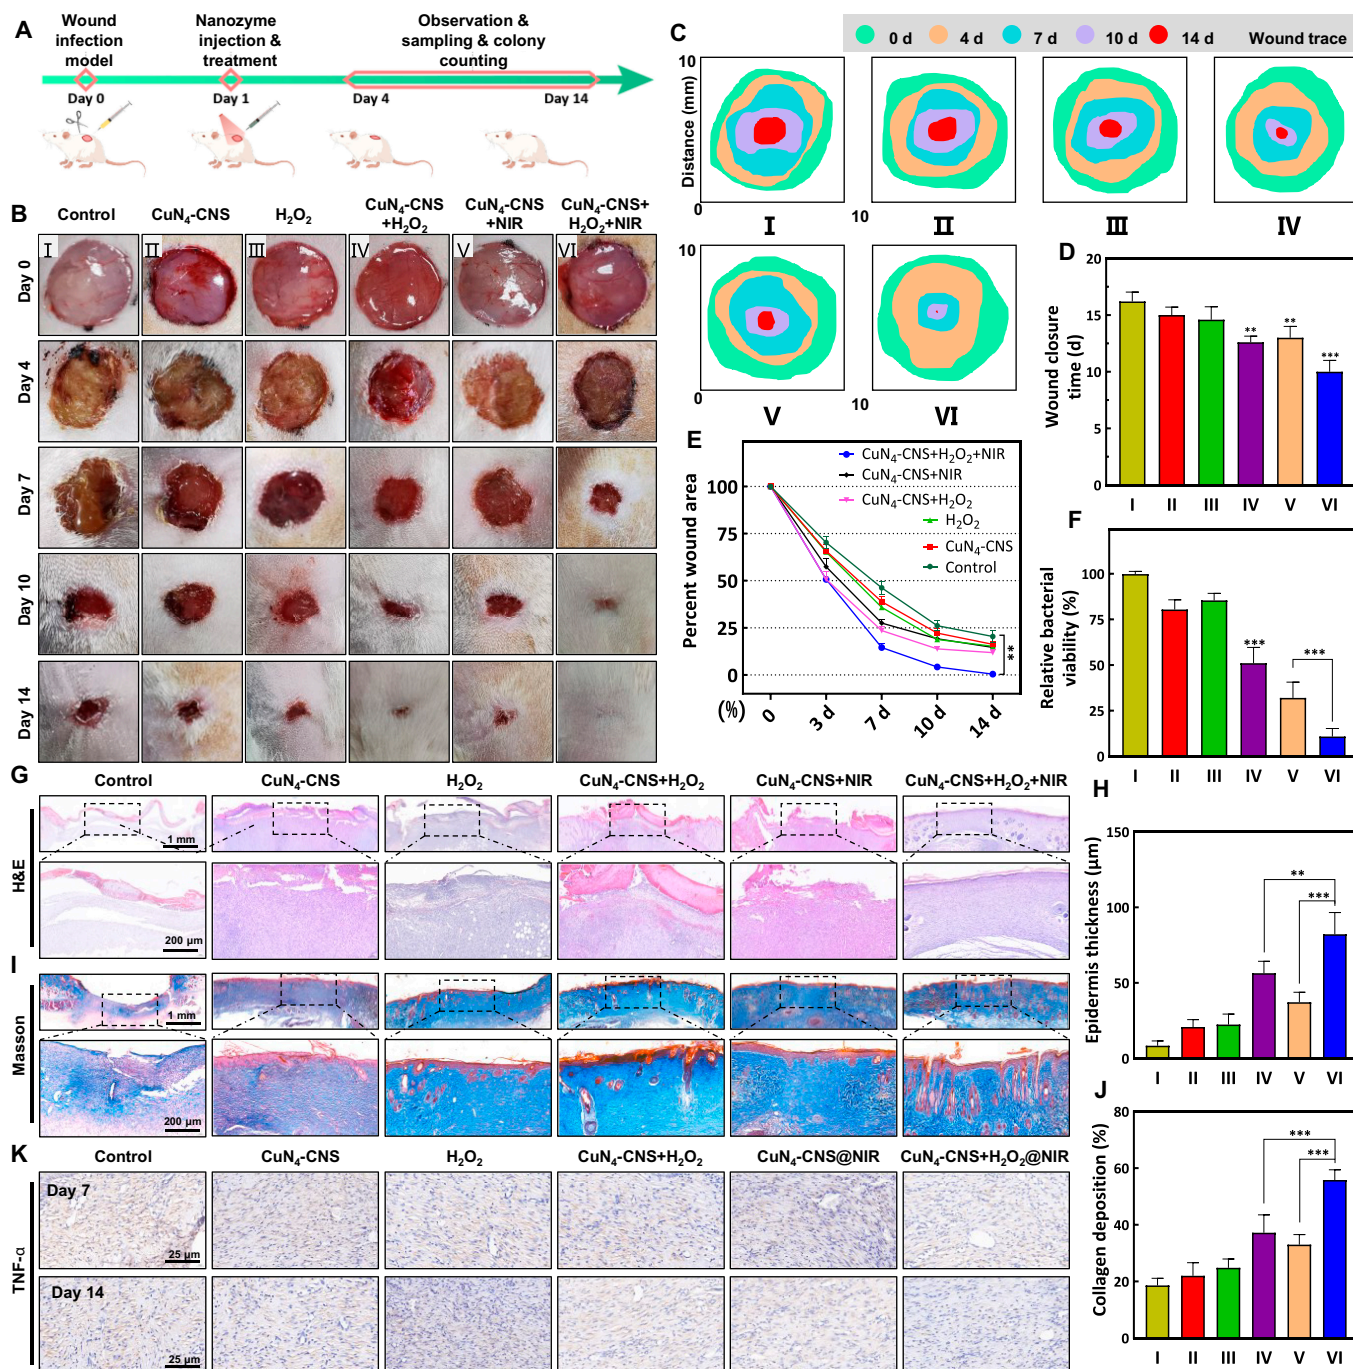 A
Wound
infection
model
Nanozyme
injection &
treatment
Observation &
sampling & colony
counting
Day 0
Day 1
Day 4
Day 14
B
Control
CuN₄-CNS
H₂O₂
CuN₄-CNS
+H₂O₂
CuN₄-CNS
+NIR
CuN₄-CNS+
H₂O₂+NIR
I
II
III
IV
V
VI
Day 0
Day 4
Day 7
Day 10
Day 14
C
0 d
4 d
7 d
10 d
14 d
Wound trace
10
Distance (mm)
0
10
I
II
III
IV
10
0
10
V
VI
D
Wound closure
time (d)
20
15
10
5
0
**
**
***
I
II
III
IV
V
VI
E
Percent wound area
(%)
100
75
50
25
0
CuN₄-CNS+H₂O₂+NIR
CuN₄-CNS+NIR
CuN₄-CNS+H₂O₂
H₂O₂
CuN₄-CNS
Control
**
0
3 d
7 d
10 d
14 d
F
Relative bacterial
viability (%)
100
75
50
25
0
***
***
I
II
III
IV
V
VI
G
Control
CuN₄-CNS
H₂O₂
CuN₄-CNS+H₂O₂
CuN₄-CNS+NIR
CuN₄-CNS+H₂O₂+NIR
H&E
1 mm
200 μm
H
Epidermis thickness (μm)
150
100
50
0
**
***
I
II
III
IV
V
VI
I
Masson
1 mm
200 μm
J
Collagen deposition (%)
80
60
40
20
0
***
***
I
II
III
IV
V
VI
K
Control
CuN₄-CNS
H₂O₂
CuN₄-CNS+H₂O₂
CuN₄-CNS@NIR
CuN₄-CNS+H₂O₂@NIR
TNF-α
Day 7
25 μm
Day 14
25 μm